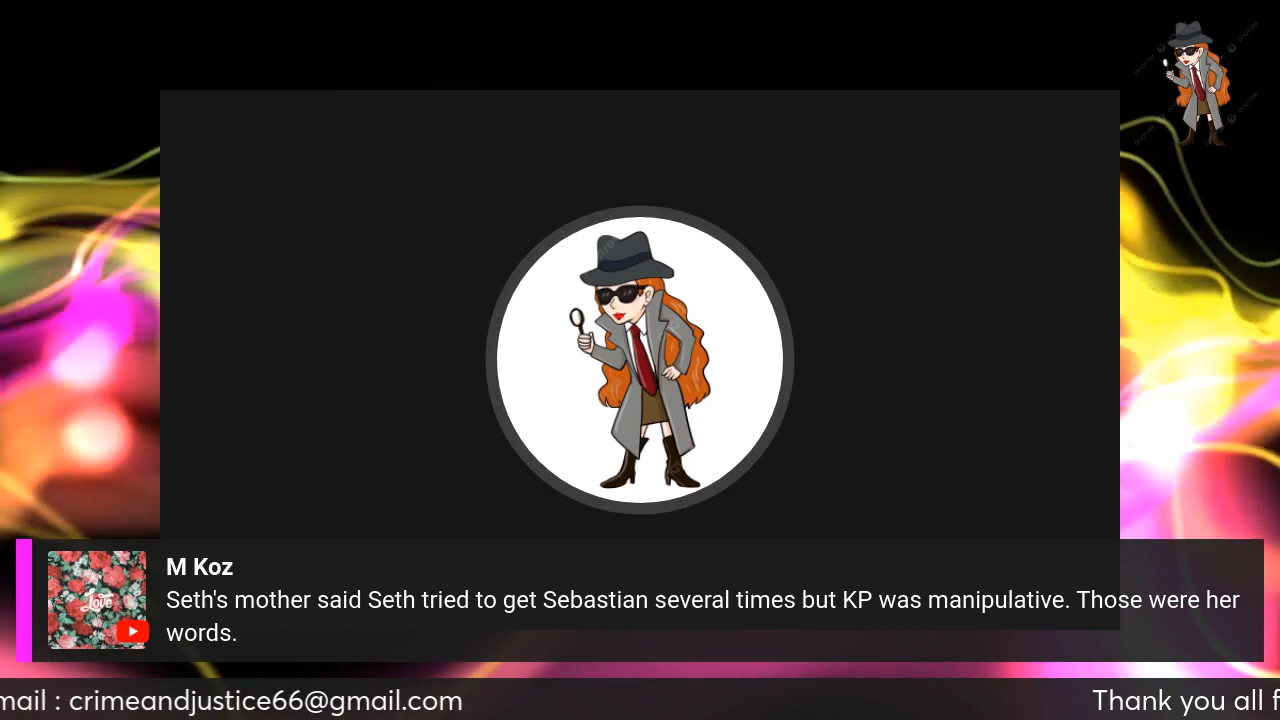 M Koz
Seth's mother said Seth tried to get Sebastian several times but KP was manipulative. Those were her
words.
Love
mail : crimeandjustice66@gmail.com
Thank you all f